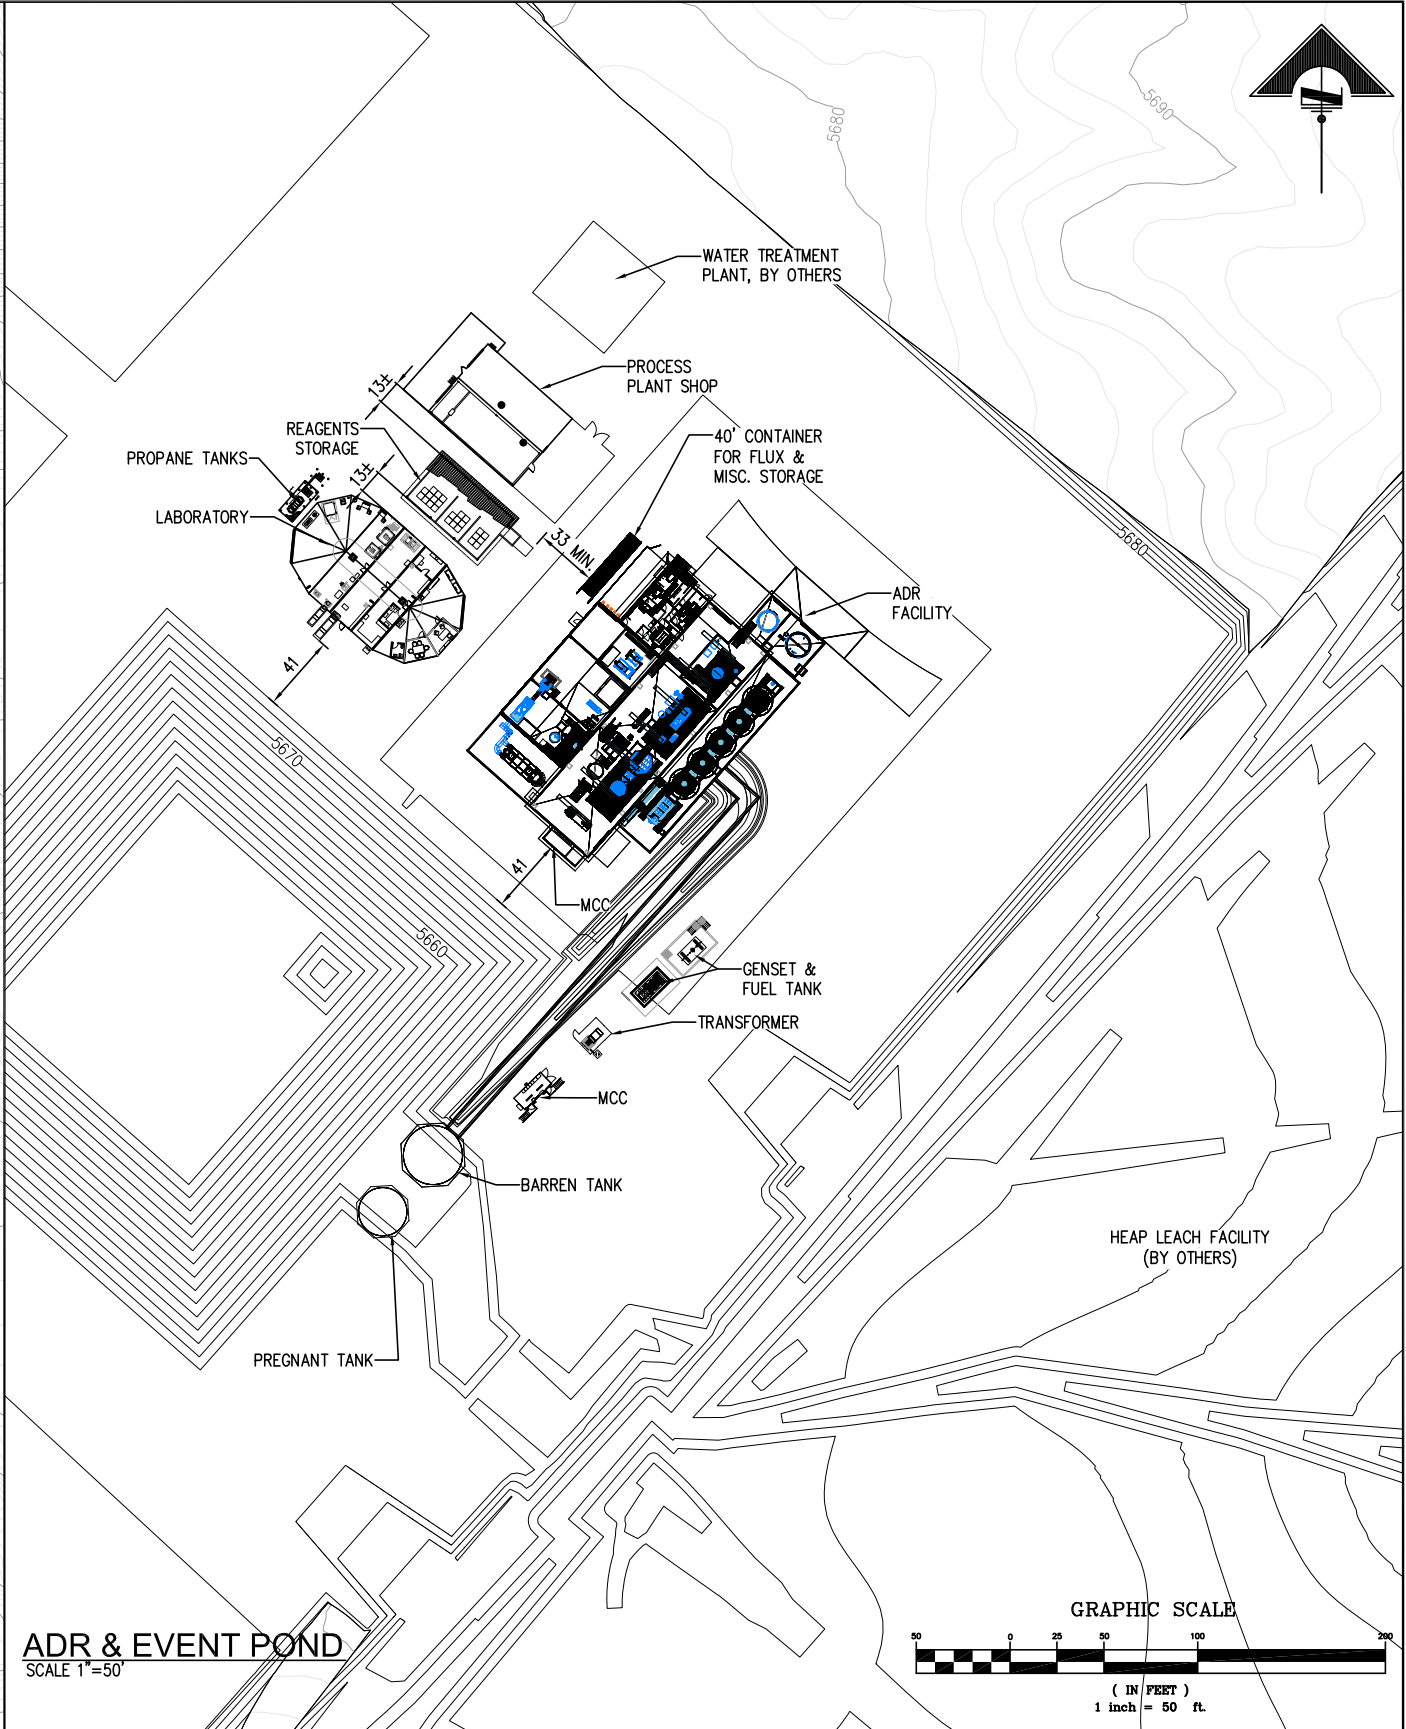 5680
5690
WATER TREATMENT
PLANT, BY OTHERS
PROCESS
PLANT SHOP
13±
REAGENTS
STORAGE
40' CONTAINER
FOR FLUX &
MISC. STORAGE
PROPANE TANKS
13±
LABORATORY
33 MIN.
5680
ADR
FACILITY
41
5670
41
MCC
5660
GENSET &
FUEL TANK
TRANSFORMER
MCC
BARREN TANK
HEAP LEACH FACILITY
(BY OTHERS)
PREGNANT TANK
GRAPHIC SCALE
50 0 25 50 100 200
( IN FEET )
1 inch = 50 ft.
ADR & EVENT POND
SCALE 1"=50'